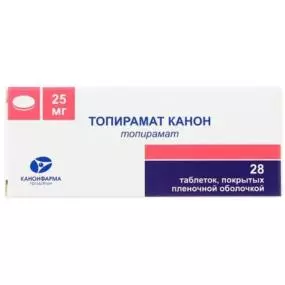 25
МГ
ТОПИРАМАТ КАНОН
топирамат
КАНОНФАРМА
продакшн
28
таблеток, покрытых
пленочной оболочкой